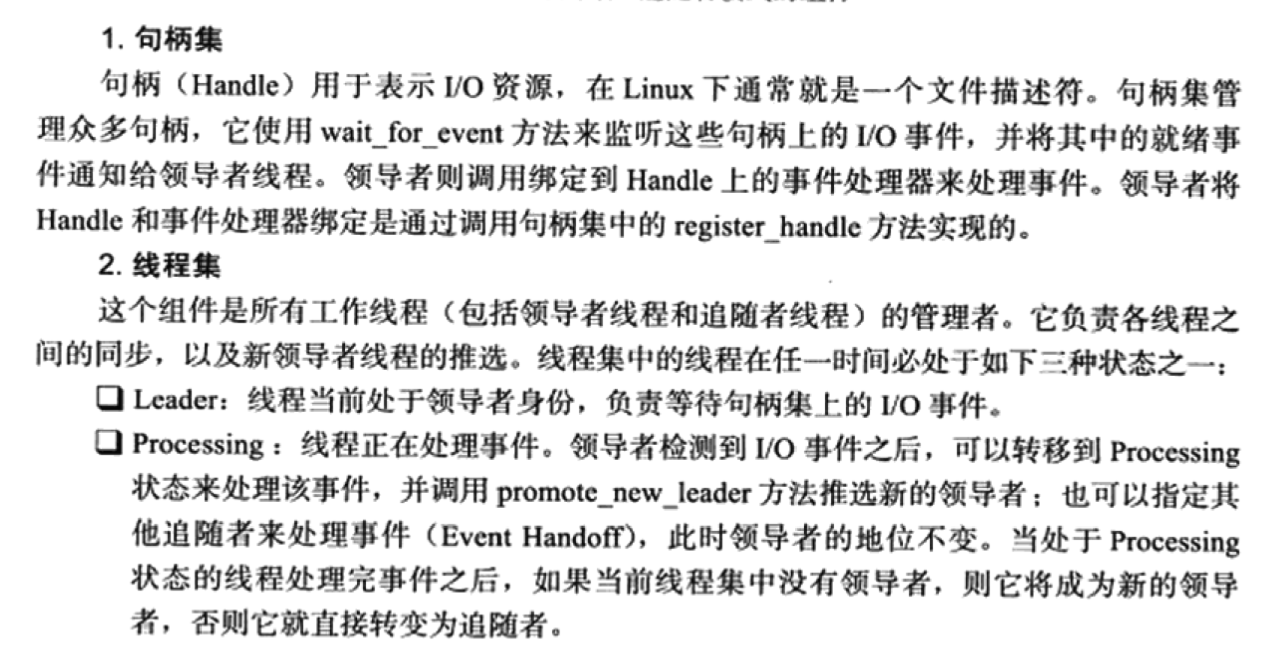 1. 句柄集
句柄（Handle）用于表示 I/O 资源，在 Linux 下通常就是一个文件描述符。句柄集管
理众多句柄，它使用 wait_for_event 方法来监听这些句柄上的 I/O 事件，并将其中的就绪事
件通知给领导者线程。领导者则调用绑定到 Handle 上的事件处理器来处理事件。领导者将
Handle 和事件处理器绑定是通过调用句柄集中的 register_handle 方法实现的。
2. 线程集
这个组件是所有工作线程（包括领导者线程和追随者线程）的管理者。它负责各线程之
间的同步，以及新领导者线程的推选。线程集中的线程在任一时间必处于如下三种状态之一：
❑ Leader：线程当前处于领导者身份，负责等待句柄集上的 I/O 事件。
❑ Processing：线程正在处理事件。领导者检测到 I/O 事件之后，可以转移到 Processing
状态来处理该事件，并调用 promote_new_leader 方法推选新的领导者；也可以指定其
他追随者来处理事件（Event Handoff），此时领导者的地位不变。当处于 Processing
状态的线程处理完事件之后，如果当前线程集中没有领导者，则它将成为新的领导
者，否则它就直接转变为追随者。